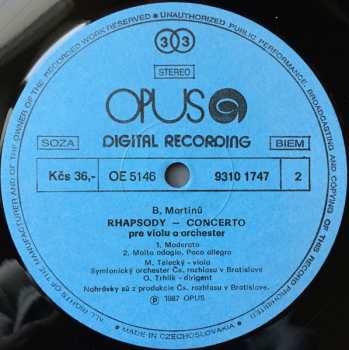 ALL RIGHTS OF THE MANUFACTURER AND OF THE OWNER OF THE RECORDED WORK RESERVED • UNAUTHORIZED PUBLIC PERFORMANCE, BROADCASTING AND COPYING OF THIS RECORD PROHIBITED
33
STEREO
OPUS
DIGITAL RECORDING
SOZA
BIEM
Kčs 36,- OE 5146 9310 1747 2
B. Martinů
RHAPSODY – CONCERTO
pre violu a orchester
1. Moderato
2. Molto adagio, Poco allegro
M. Telecký - viola
Symfonický orchester Čs. rozhlasu v Bratislave
O. Trhlík - dirigent
Nahrávky sú z produkcie Čs. rozhlasu v Bratislave.
Ⓟ 1987 OPUS
MADE IN CZECHOSLOVAKIA